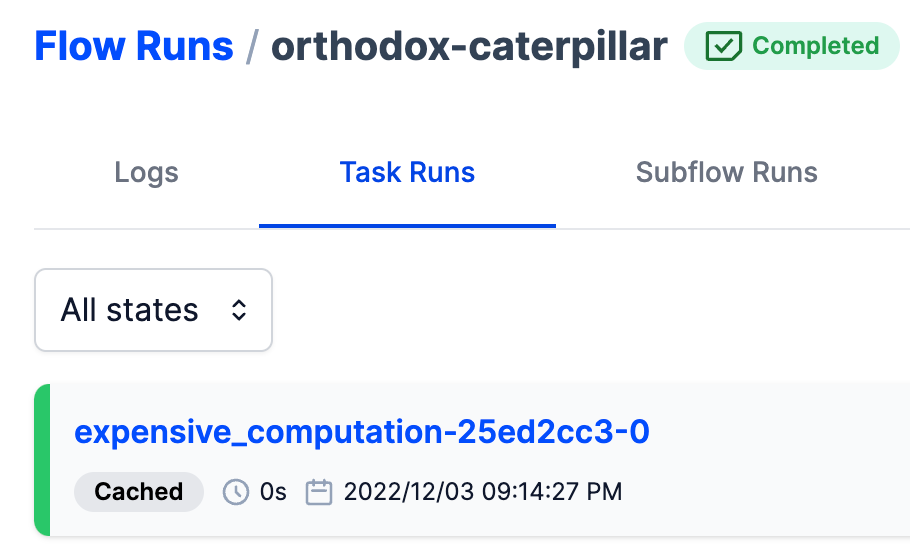 Flow Runs / orthodox-caterpillar Completed
Logs Task Runs Subflow Runs
All states
expensive_computation-25ed2cc3-0
Cached 0s 2022/12/03 09:14:27 PM